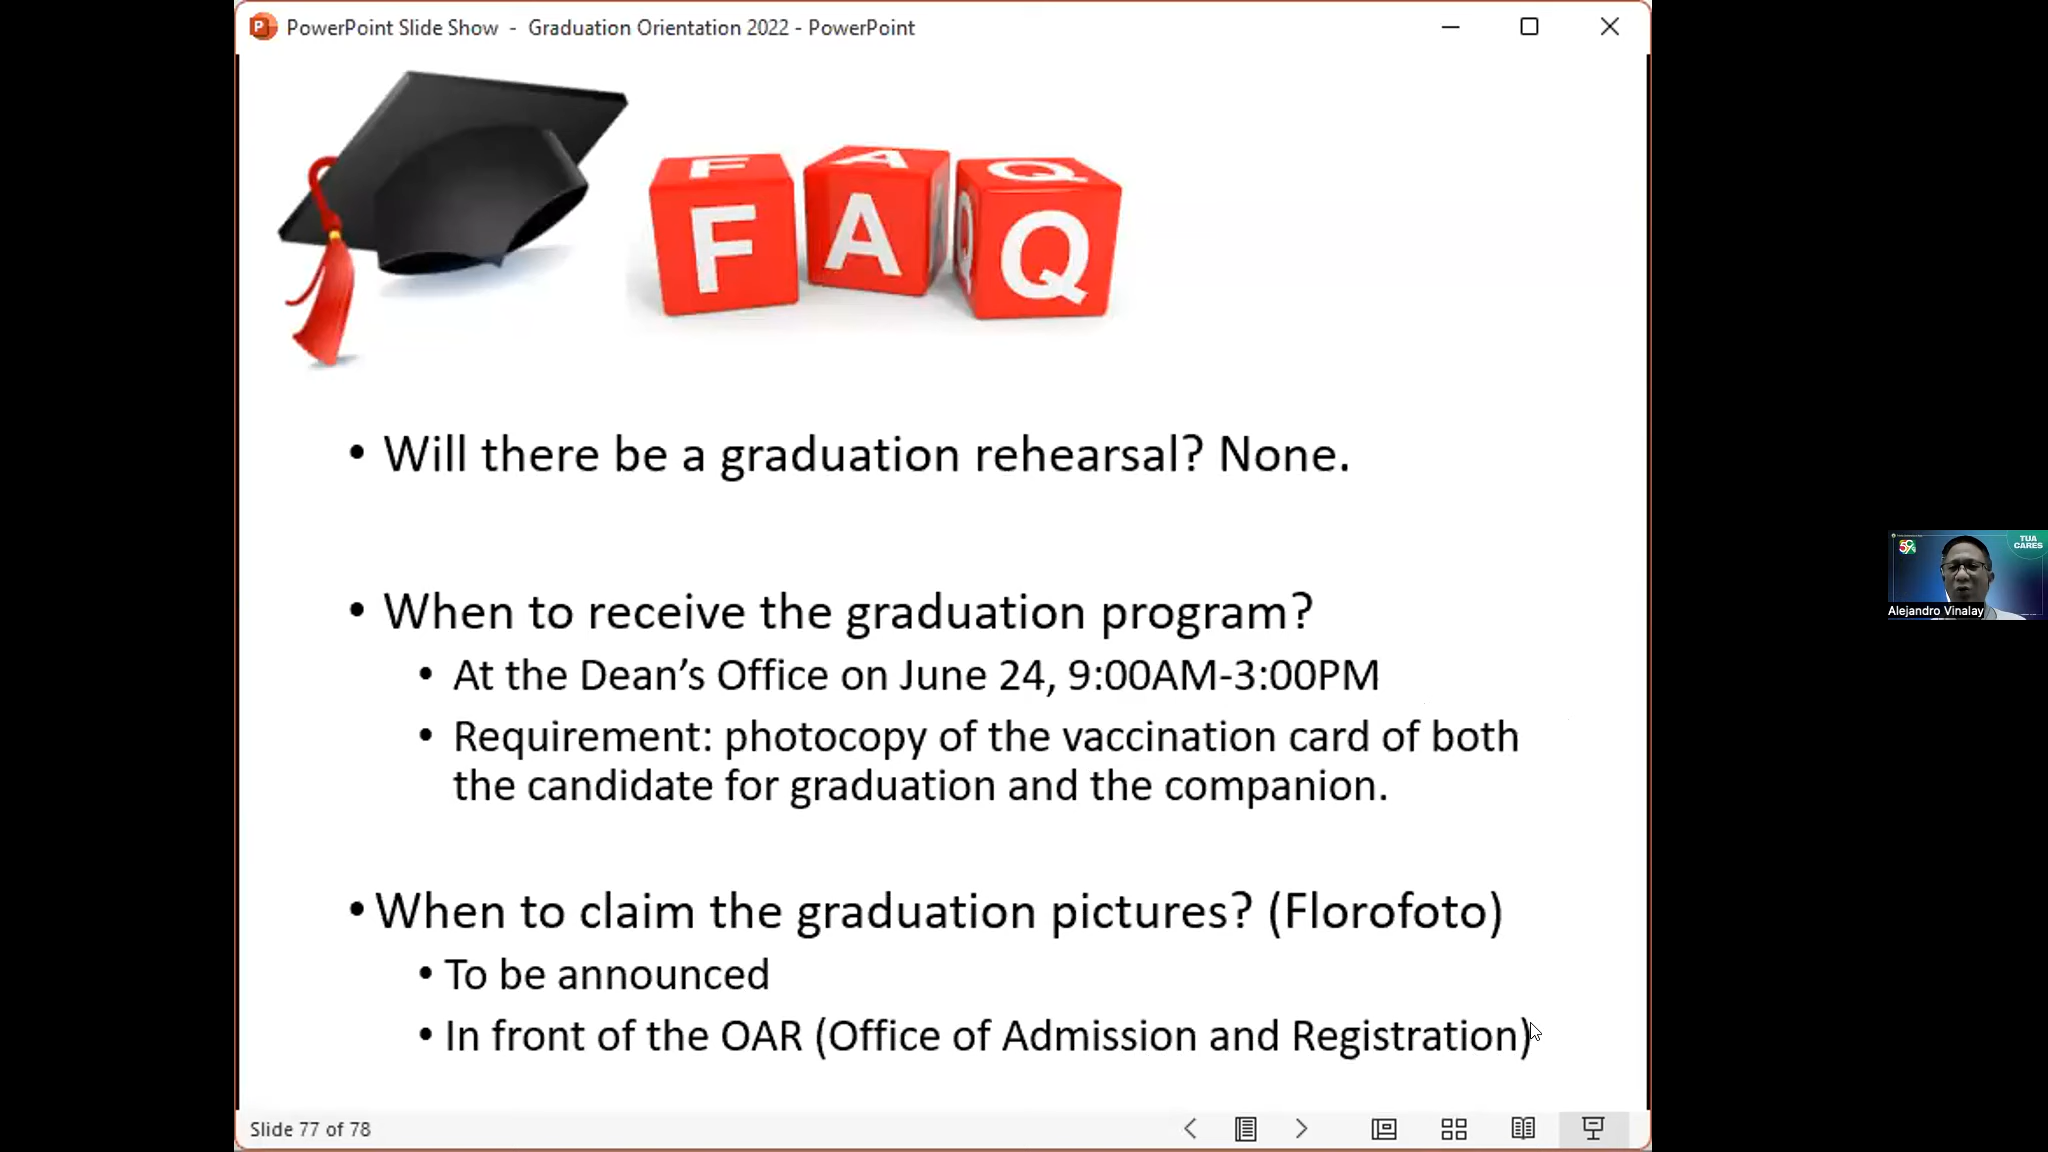 PowerPoint Slide Show - Graduation Orientation 2022 - PowerPoint
F A Q
F A Q
Q
• Will there be a graduation rehearsal? None.
• When to receive the graduation program?
• At the Dean’s Office on June 24, 9:00AM-3:00PM
• Requirement: photocopy of the vaccination card of both
the candidate for graduation and the companion.
• When to claim the graduation pictures? (Florofoto)
• To be announced
• In front of the OAR (Office of Admission and Registration)
Slide 77 of 78
TUA
CARES
Alejandro Vinalay